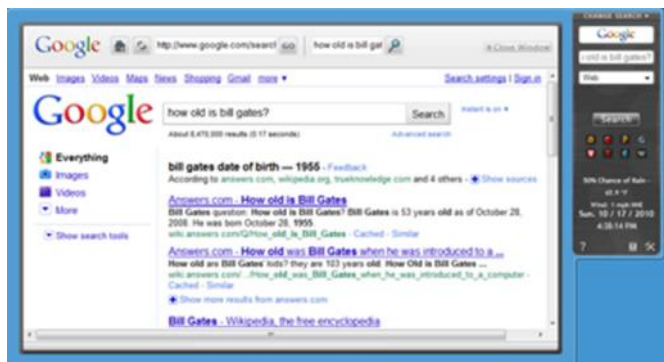 Google http://www.google.com/search GO how old is bill gat Close Window
Web Images Videos Maps News Shopping Gmail more ▼ Search settings | Sign in
Google how old is bill gates? Search Instant is on ▼
About 8,470,000 results (0.17 seconds) Advanced search
Everything
Images
Videos
More
Show search tools
bill gates date of birth — 1955 - Feedback
According to answers.com, wikipedia.org, trueknowledge.com and 4 others - Show sources
Answers.com - How old is Bill Gates
Bill Gates question: How old is Bill Gates? Bill Gates is 53 years old as of October 28,
2008. He was born October 28, 1955.
wiki.answers.com/Q/How_old_is_Bill_Gates - Cached - Similar
Answers.com - How old was Bill Gates when he was introduced to a ...
How old are Bill Gates' kids? they are 103 years old. How Old is Bill Gates ...
wiki.answers.com/.../How_old_was_Bill_Gates_when_he_was_introduced_to_a_computer -
Cached - Similar
Show more results from answers.com
Bill Gates - Wikipedia, the free encyclopedia
CHANGE SEARCH
Google
old is bill gates?
Web
Search
90% Chance of Rain -
Wind: 1 mph
Sun. 10 / 17 / 2010
4:38:14 PM
?